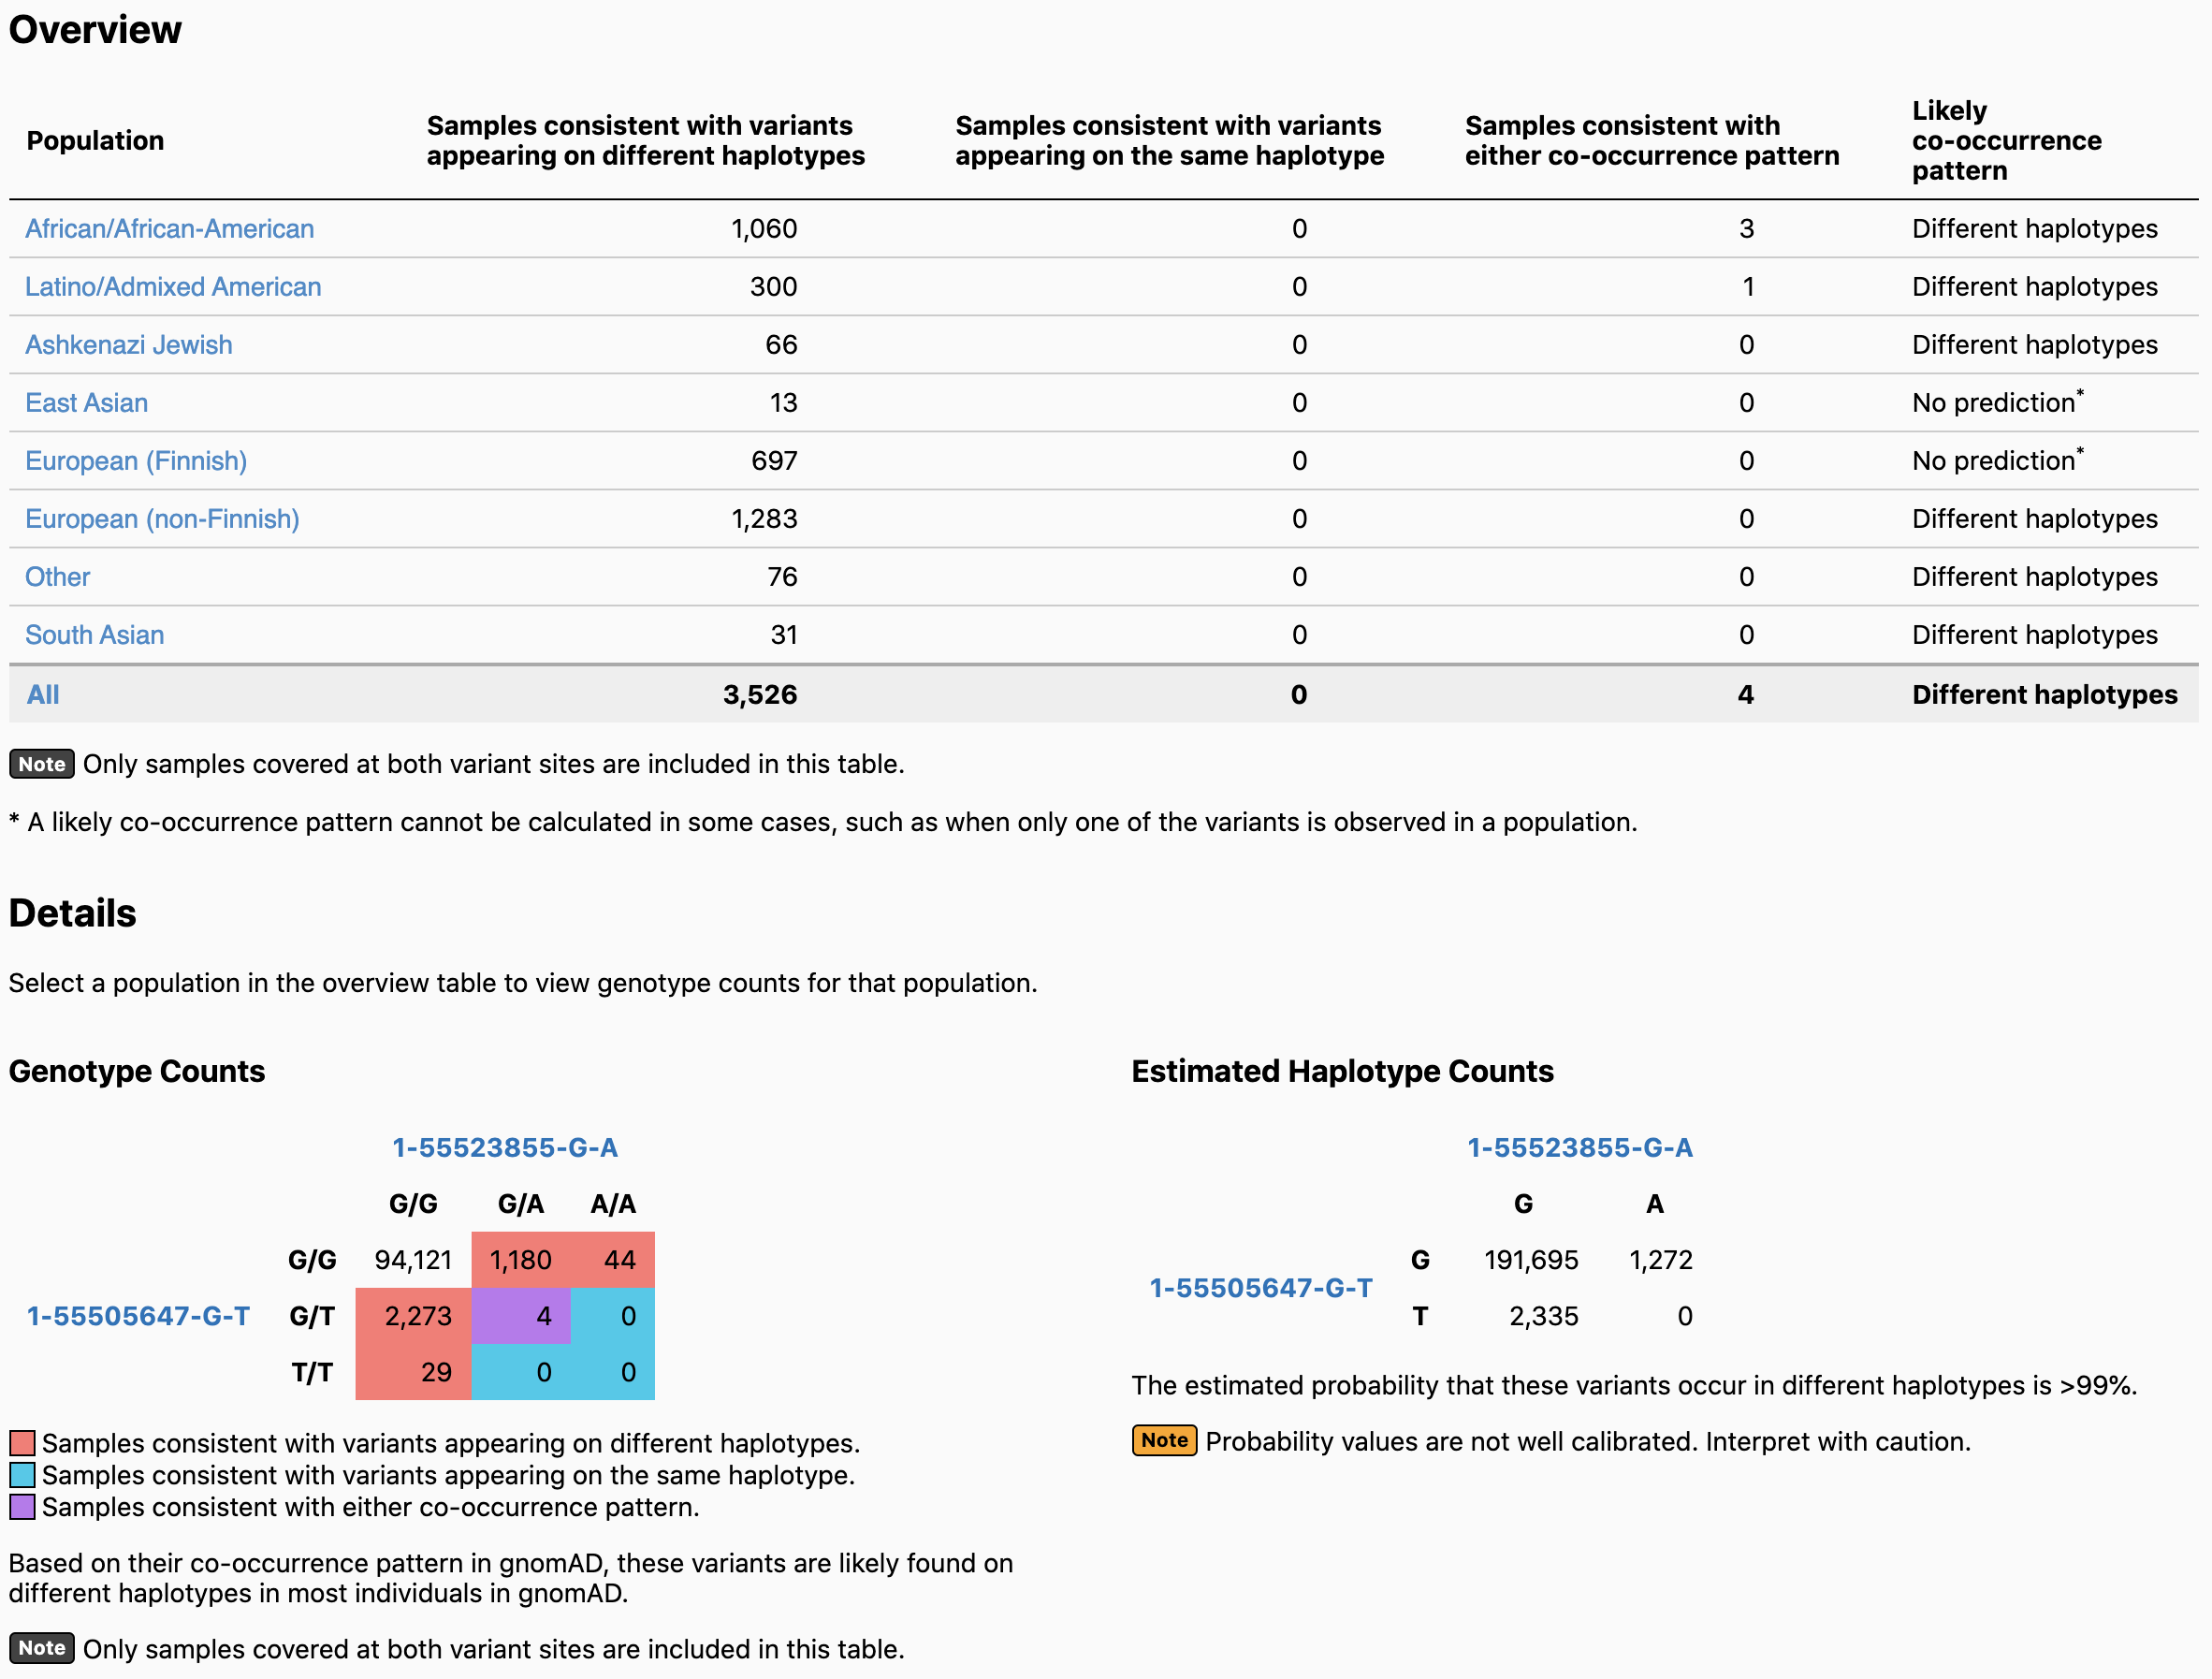 Overview
Population
Samples consistent with variants
appearing on different haplotypes
Samples consistent with variants
appearing on the same haplotype
Samples consistent with
either co-occurrence pattern
Likely
co-occurrence
pattern
African/African-American 1,060 0 3 Different haplotypes
Latino/Admixed American 300 0 1 Different haplotypes
Ashkenazi Jewish 66 0 0 Different haplotypes
East Asian 13 0 0 No prediction*
European (Finnish) 697 0 0 No prediction*
European (non-Finnish) 1,283 0 0 Different haplotypes
Other 76 0 0 Different haplotypes
South Asian 31 0 0 Different haplotypes
All 3,526 0 4 Different haplotypes
Note Only samples covered at both variant sites are included in this table.
* A likely co-occurrence pattern cannot be calculated in some cases, such as when only one of the variants is observed in a population.
Details
Select a population in the overview table to view genotype counts for that population.
Genotype Counts
1-55523855-G-A
G/G G/A A/A
G/G 94,121 1,180 44
1-55505647-G-T G/T 2,273 4 0
T/T 29 0 0
Samples consistent with variants appearing on different haplotypes.
Samples consistent with variants appearing on the same haplotype.
Samples consistent with either co-occurrence pattern.
Based on their co-occurrence pattern in gnomAD, these variants are likely found on
different haplotypes in most individuals in gnomAD.
Note Only samples covered at both variant sites are included in this table.
Estimated Haplotype Counts
1-55523855-G-A
G A
G 191,695 1,272
1-55505647-G-T
T 2,335 0
The estimated probability that these variants occur in different haplotypes is >99%.
Note Probability values are not well calibrated. Interpret with caution.